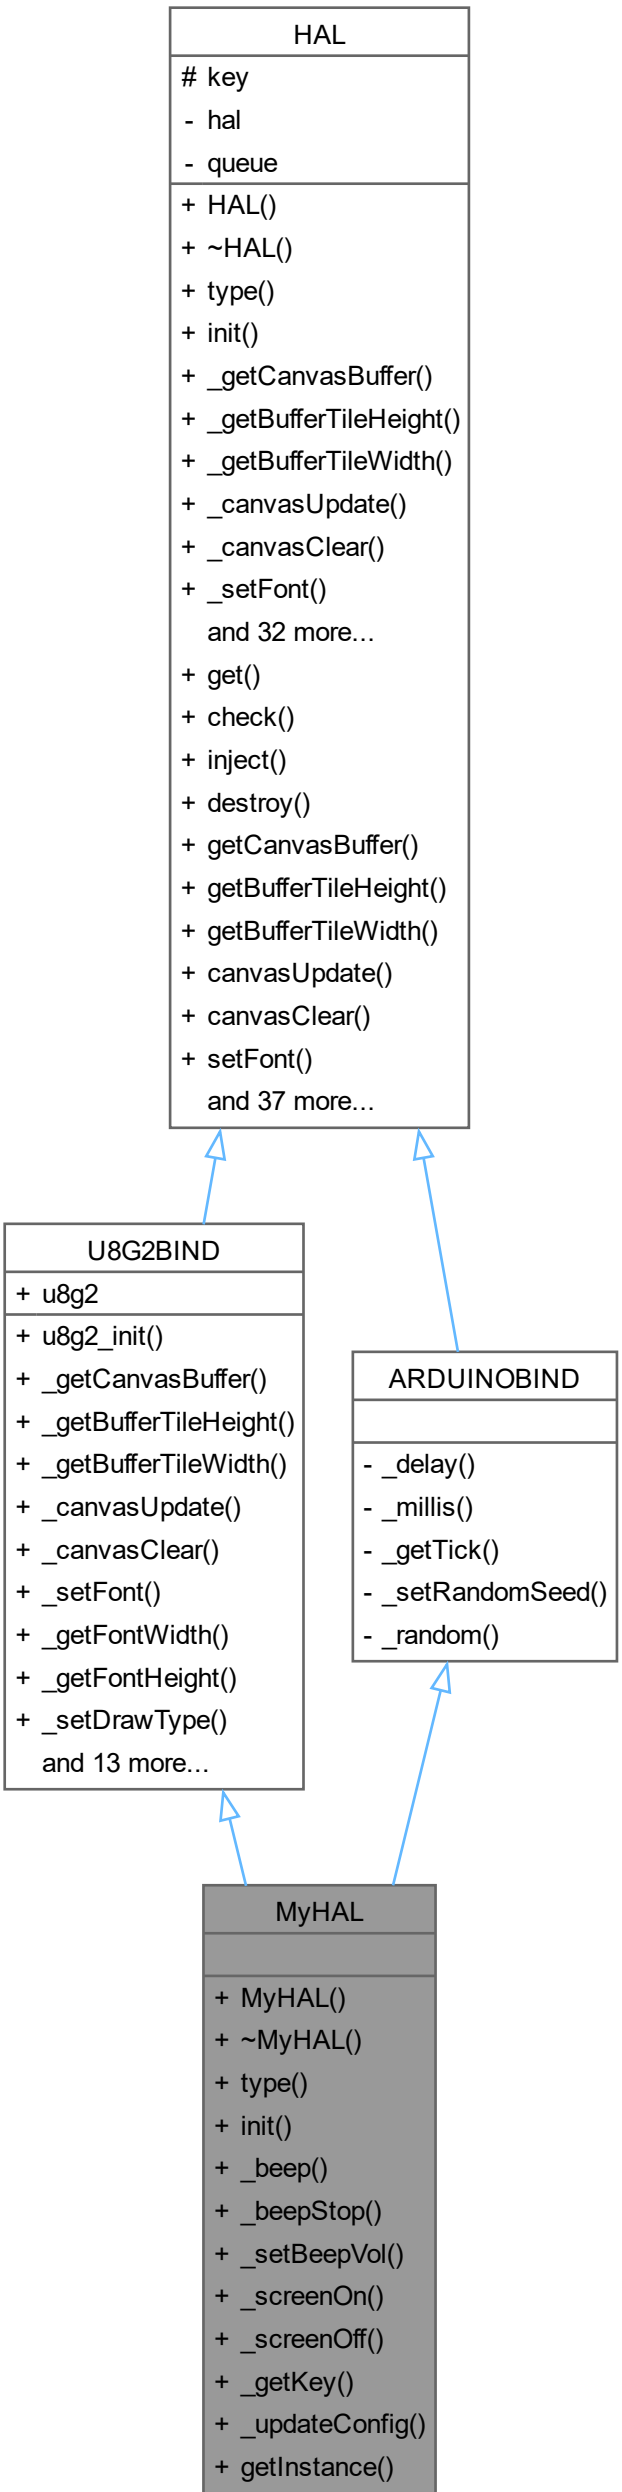 HAL
# key
- hal
- queue
+ HAL()
+ ~HAL()
+ type()
+ init()
+ _getCanvasBuffer()
+ _getBufferTileHeight()
+ _getBufferTileWidth()
+ _canvasUpdate()
+ _canvasClear()
+ _setFont()
and 32 more...
+ get()
+ check()
+ inject()
+ destroy()
+ getCanvasBuffer()
+ getBufferTileHeight()
+ getBufferTileWidth()
+ canvasUpdate()
+ canvasClear()
+ setFont()
and 37 more...
U8G2BIND
+ u8g2
+ u8g2_init()
+ _getCanvasBuffer()
+ _getBufferTileHeight()
+ _getBufferTileWidth()
+ _canvasUpdate()
+ _canvasClear()
+ _setFont()
+ _getFontWidth()
+ _getFontHeight()
+ _setDrawType()
and 13 more...
ARDUINOBIND
- _delay()
- _millis()
- _getTick()
- _setRandomSeed()
- _random()
MyHAL
+ MyHAL()
+ ~MyHAL()
+ type()
+ init()
+ _beep()
+ _beepStop()
+ _setBeepVol()
+ _screenOn()
+ _screenOff()
+ _getKey()
+ _updateConfig()
+ getInstance()